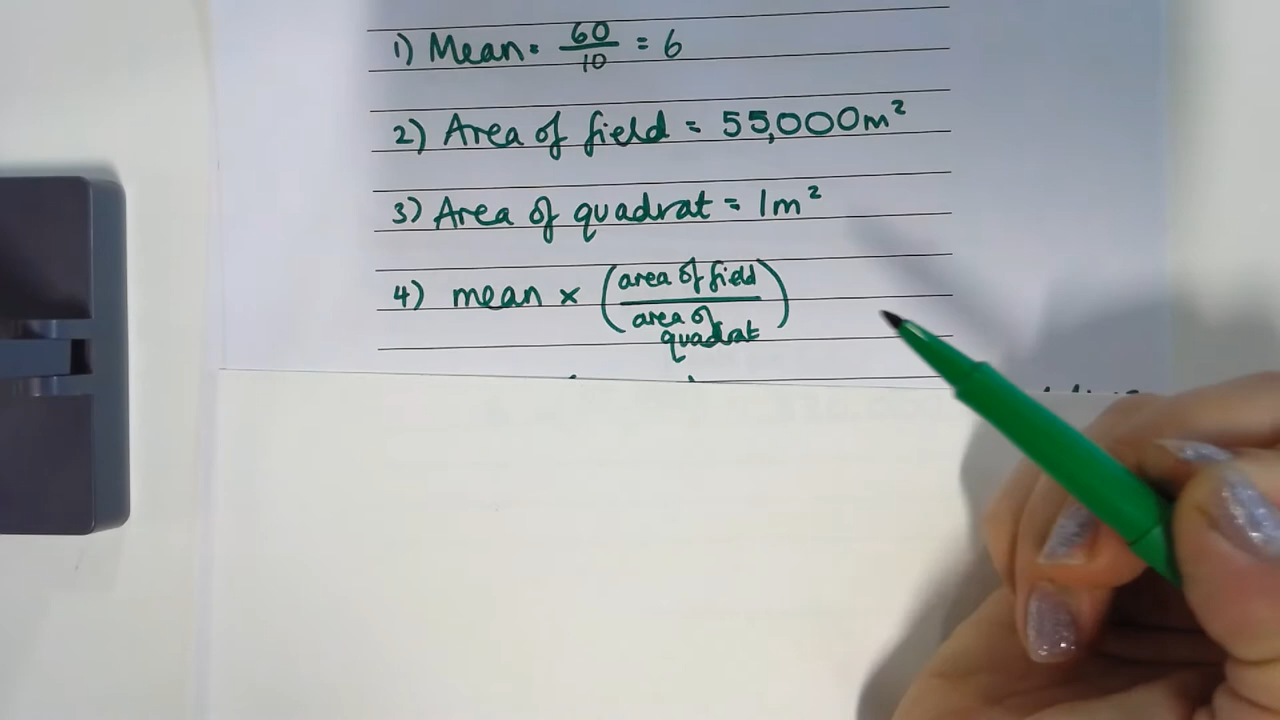 1) Mean = 60/10 = 6
2) Area of field = 55,000m²
3) Area of quadrat = 1m²
4) mean × (area of field / area of quadrat)